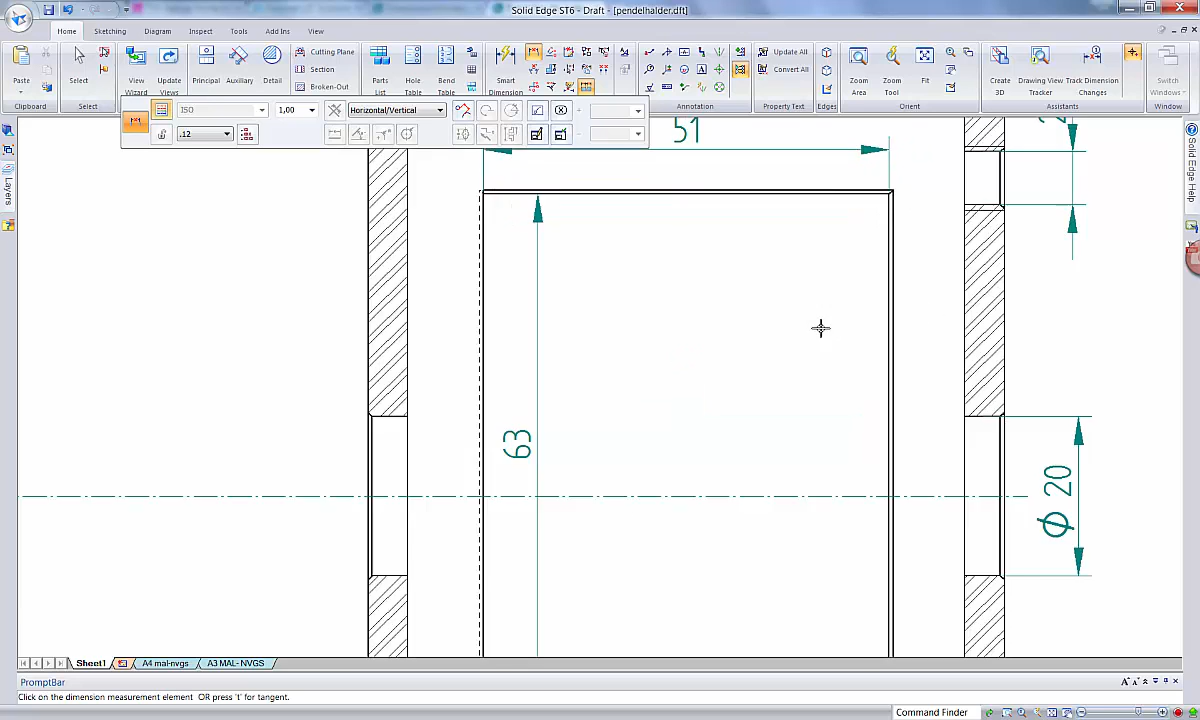 Solid Edge ST6 - Draft - [pendelhalder.dft]
Home Sketching Diagram Inspect Tools Add Ins View
Cutting Plane Update All
Section Convert All
Paste Select View Wizard Update Views Principal Auxiliary Detail Broken-Out Parts List Hole Table Bend Table Smart Dimension Zoom Area Zoom Tool Fit Create 3D Drawing View Tracker Track Dimension Changes Switch Windows
Clipboard Select Annotation Property Text Edges Orient Assistants Window
ISO 1,00 Horizontal/Vertical
.12
51
63
Φ 20
Layers
Solid Edge Help
Sheet1 A4 mal-nvgs A3 MAL- NVGS
PromptBar
Click on the dimension measurement element OR press 't' for tangent.
Command Finder